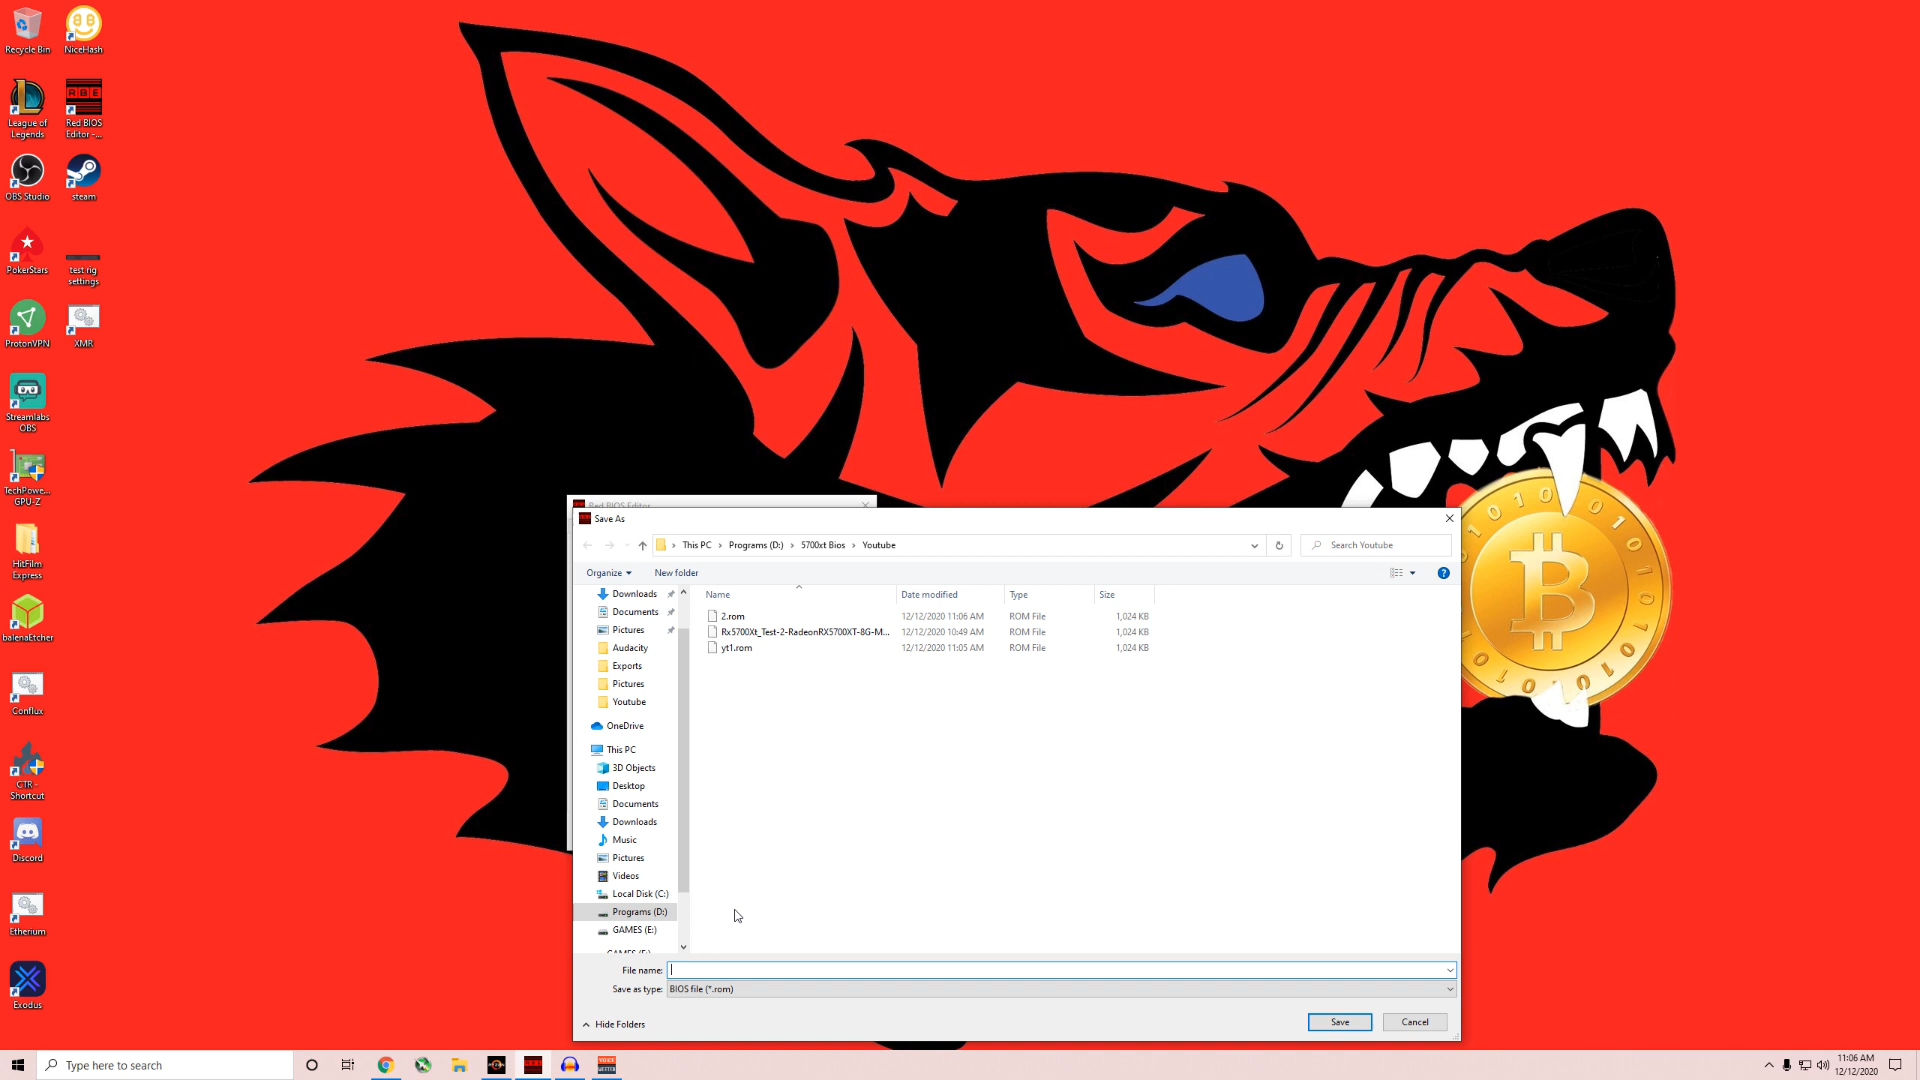 Recycle Bin
NiceHash
League of
Legends
RBE
Red BIOS
Editor -...
OBS Studio
steam
PokerStars
test rig
settings
ProtonVPN
XMR
Streamlabs
OBS
TechPowe...
GPU-Z
HitFilm
Express
balenaEtcher
Conflux
CTR -
Shortcut
Discord
Etherium
Exodus
Red BIOS Editor
Save As
This PC > Programs (D:) > 5700xt Bios > Youtube
Search Youtube
Organize
New folder
Name Date modified Type Size
2.rom 12/12/2020 11:06 AM ROM File 1,024 KB
Rx5700Xt_Test-2-RadeonRX5700XT-8G-M... 12/12/2020 10:49 AM ROM File 1,024 KB
yt1.rom 12/12/2020 11:05 AM ROM File 1,024 KB
Downloads
Documents
Pictures
Audacity
Exports
Pictures
Youtube
OneDrive
This PC
3D Objects
Desktop
Documents
Downloads
Music
Pictures
Videos
Local Disk (C:)
Programs (D:)
GAMES (E:)
File name:
Save as type: BIOS file (*.rom)
Hide Folders
Save
Cancel
Type here to search
11:06 AM
12/12/2020